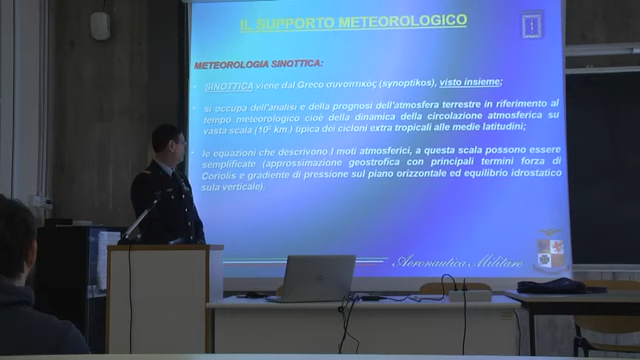 IL SUPPORTO METEOROLOGICO
METEOROLOGIA SINOTTICA:
• SINOTTICA viene dal Greco συνοπτικός (synoptikos), visto insieme;
• si occupa dell'analisi e della prognosi dell'atmosfera terrestre in riferimento al
tempo meteorologico cioè della dinamica della circolazione atmosferica su
vasta scala (10³ km.) tipica dei cicloni extra tropicali alle medie latitudini;
• le equazioni che descrivono I moti atmosferici, a questa scala possono essere
semplificate (approssimazione geostrofica con principali termini forza di
Coriolis e gradiente di pressione sul piano orizzontale ed equilibrio idrostatico
sula verticale).
Aeronautica Militare